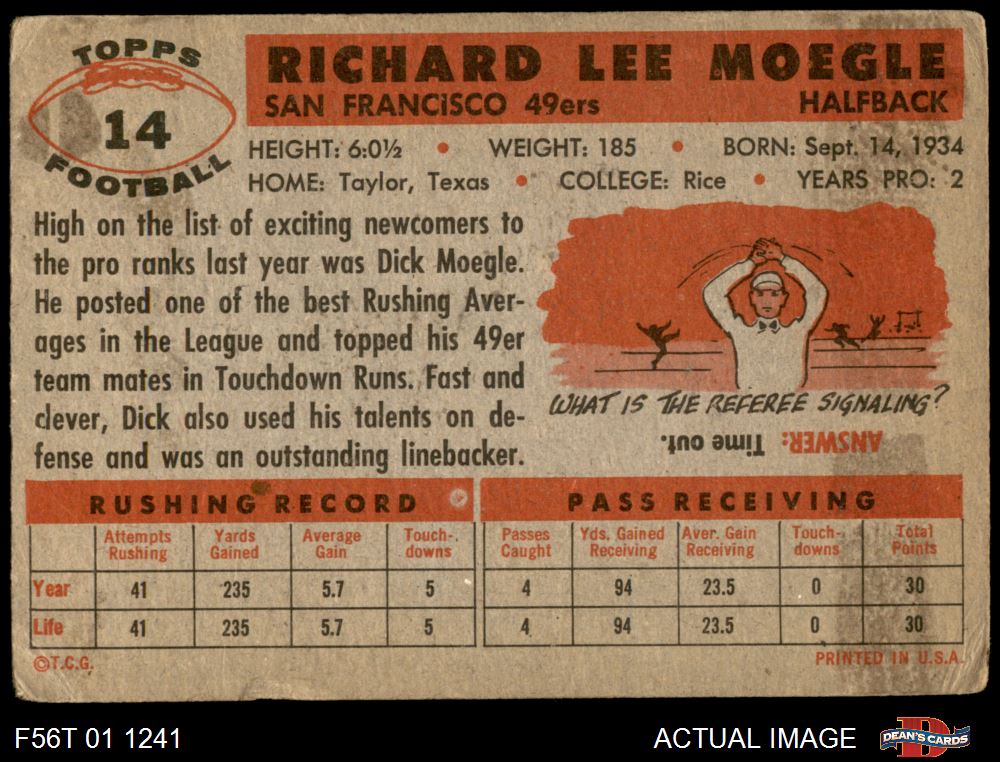 TOPPS
14
FOOTBALL
RICHARD LEE MOEGLE
SAN FRANCISCO 49ers HALFBACK
HEIGHT: 6:0½ • WEIGHT: 185 • BORN: Sept. 14, 1934
HOME: Taylor, Texas • COLLEGE: Rice • YEARS PRO: 2
High on the list of exciting newcomers to
the pro ranks last year was Dick Moegle.
He posted one of the best Rushing Aver-
ages in the League and topped his 49er
team mates in Touchdown Runs. Fast and
clever, Dick also used his talents on de-
fense and was an outstanding linebacker.
WHAT IS THE REFEREE SIGNALING?
ANSWER: Time out.
RUSHING RECORD
Attempts Rushing Yards Gained Average Gain Touch-downs
Year 41 235 5.7 5
Life 41 235 5.7 5
PASS RECEIVING
Passes Caught Yds. Gained Receiving Aver. Gain Receiving Touch-downs Total Points
4 94 23.5 0 30
4 94 23.5 0 30
©T.C.G. PRINTED IN U.S.A.
F56T 01 1241 ACTUAL IMAGE
DEAN'S CARDS